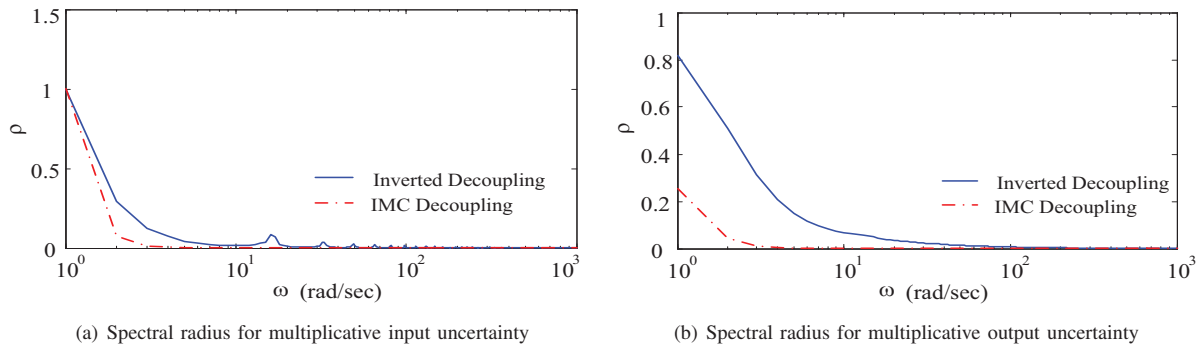 1.5
1
0.5
0
ρ
Inverted Decoupling
IMC Decoupling
10^0
10^1
10^2
10^3
ω (rad/sec)
(a) Spectral radius for multiplicative input uncertainty
1
0.8
0.6
0.4
0.2
0
ρ
Inverted Decoupling
IMC Decoupling
10^0
10^1
10^2
10^3
ω (rad/sec)
(b) Spectral radius for multiplicative output uncertainty